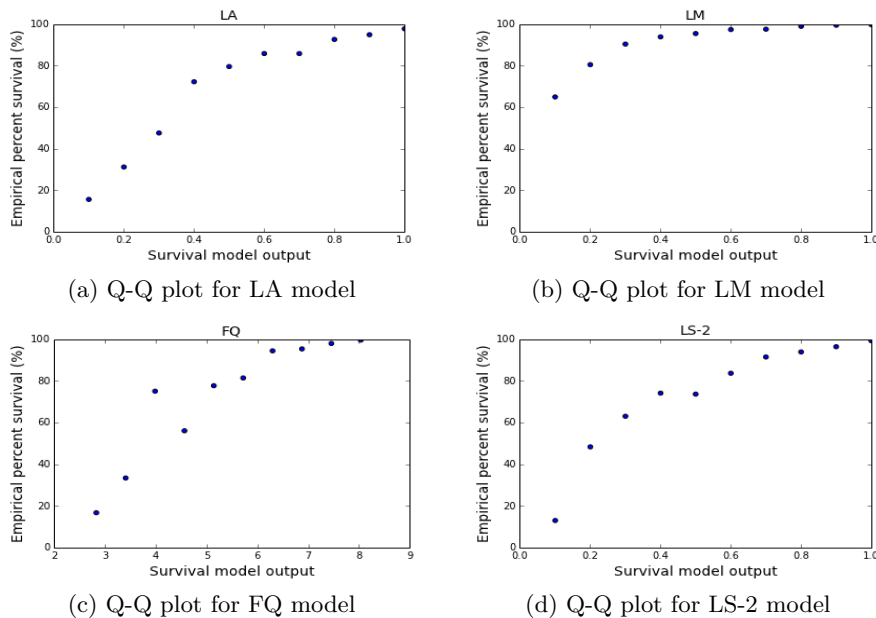 LA
Empirical percent survival (%)
100
80
60
40
20
0
0.0 0.2 0.4 0.6 0.8 1.0
Survival model output
(a) Q-Q plot for LA model
LM
Empirical percent survival (%)
100
80
60
40
20
0
0.0 0.2 0.4 0.6 0.8 1.0
Survival model output
(b) Q-Q plot for LM model
FQ
Empirical percent survival (%)
100
80
60
40
20
0
2 3 4 5 6 7 8 9
Survival model output
(c) Q-Q plot for FQ model
LS-2
Empirical percent survival (%)
100
80
60
40
20
0
0.0 0.2 0.4 0.6 0.8 1.0
Survival model output
(d) Q-Q plot for LS-2 model